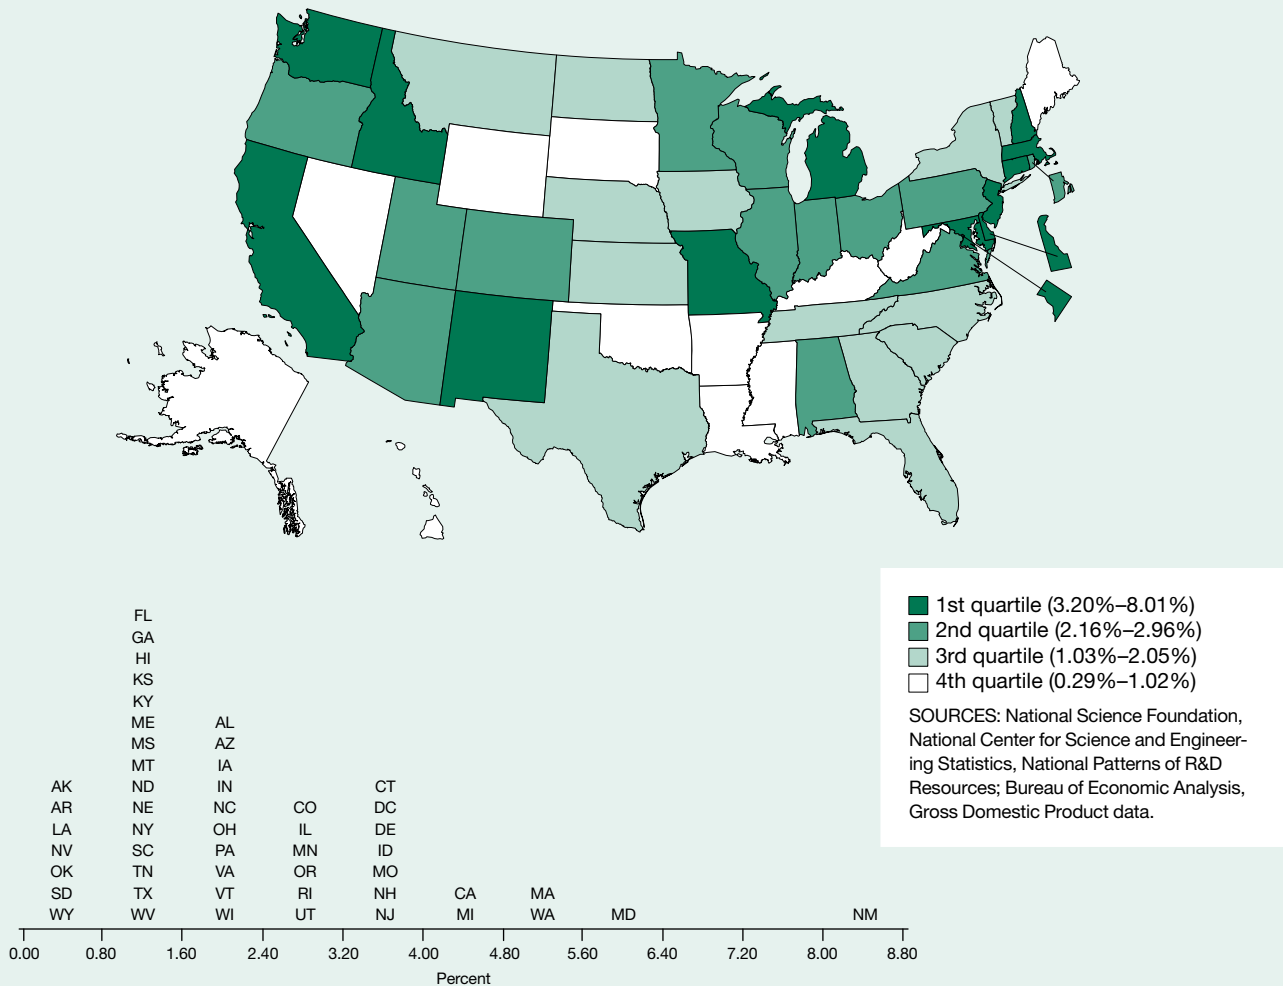 1st quartile (3.20%–8.01%)
2nd quartile (2.16%–2.96%)
3rd quartile (1.03%–2.05%)
4th quartile (0.29%–1.02%)
SOURCES: National Science Foundation,
National Center for Science and Engineer-
ing Statistics, National Patterns of R&D
Resources; Bureau of Economic Analysis,
Gross Domestic Product data.
FL
GA
HI
KS
KY
ME AL
MS AZ
MT IA
AK ND IN CT
AR NE NC CO DC
LA NY OH IL DE
NV SC PA MN ID
OK TN VA OR MO
SD TX VT RI NH CA MA
WY WV WI UT NJ MI WA MD NM
0.00 0.80 1.60 2.40 3.20 4.00 4.80 5.60 6.40 7.20 8.00 8.80
Percent